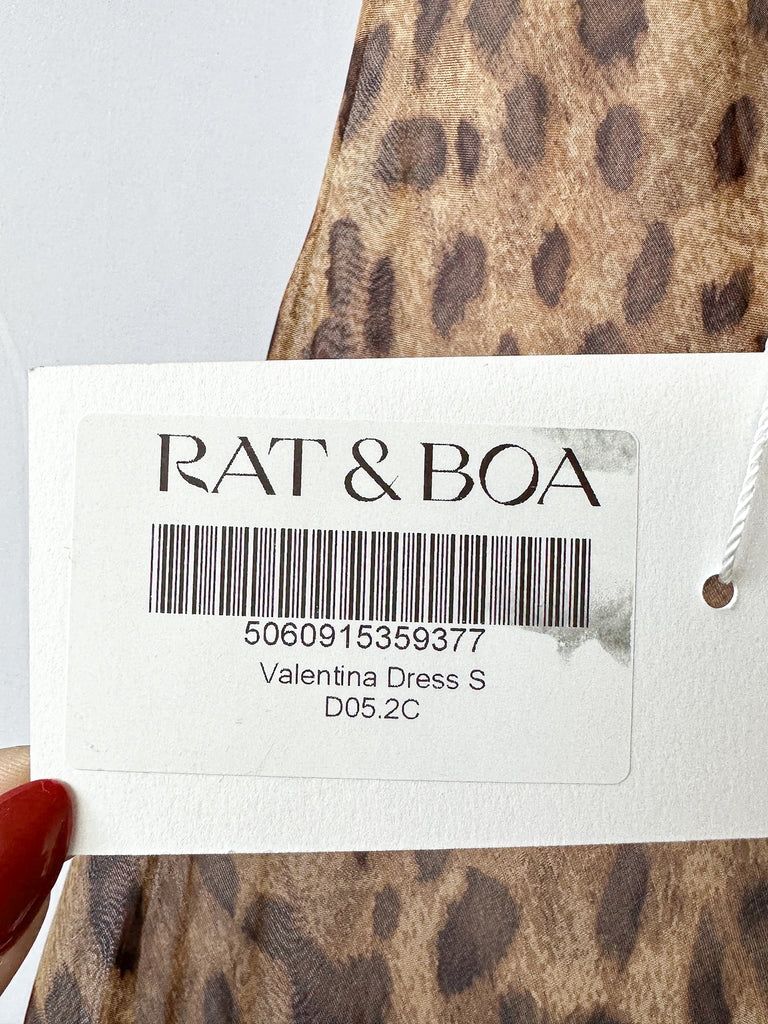 RAT & BOA
5060915359377
Valentina Dress S
D05.2C